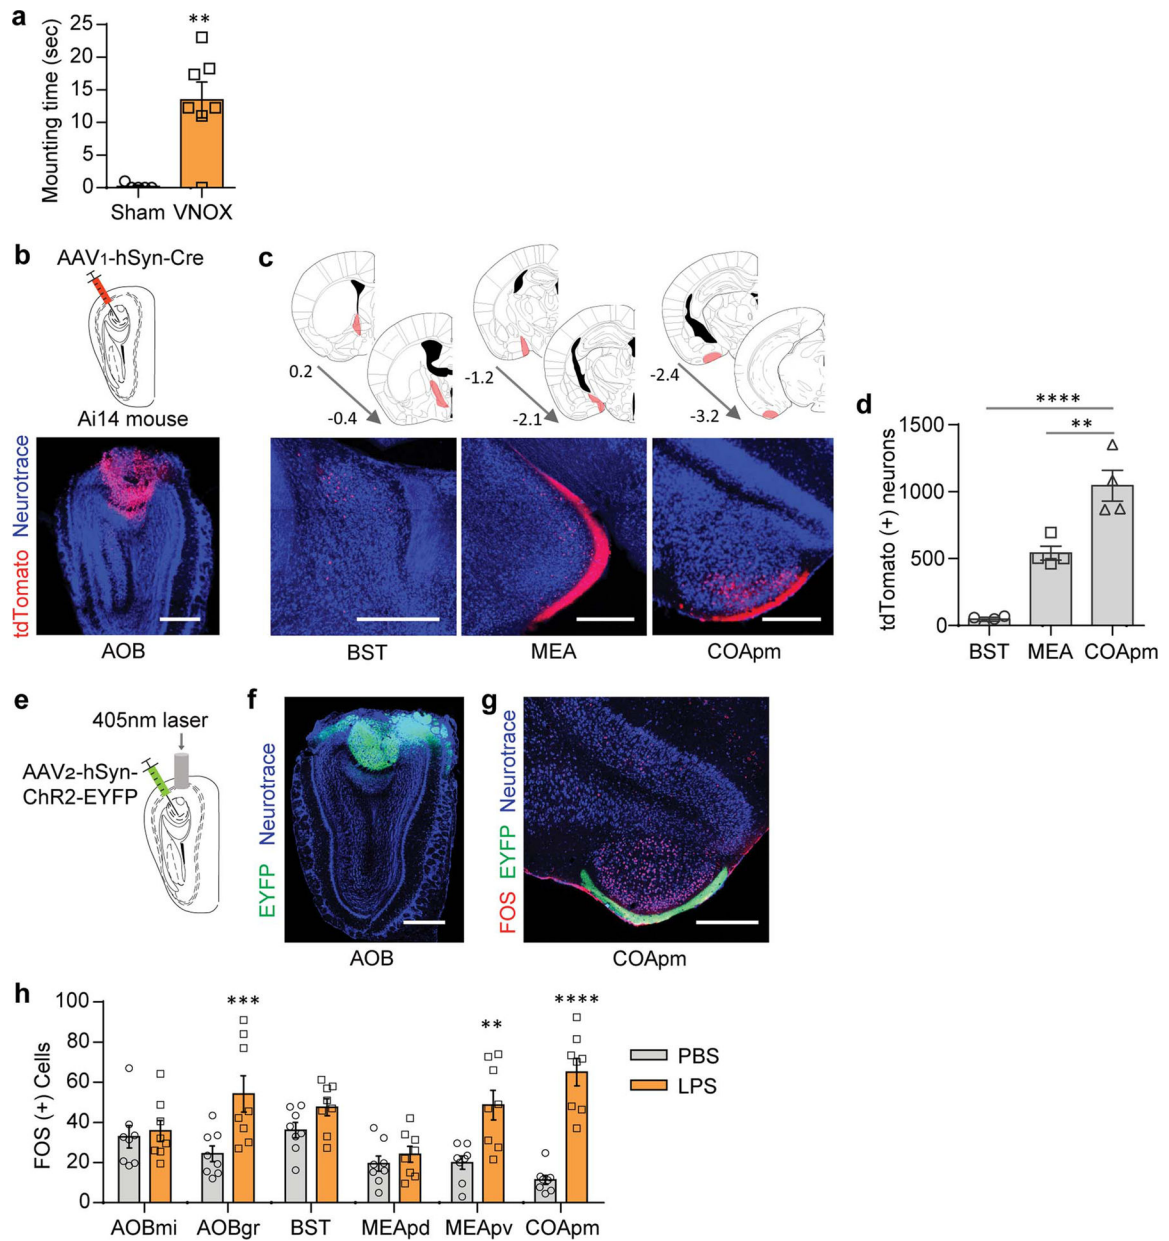 a
**
Mounting time (sec)
25
20
15
10
5
0
Sham VNOX
b
AAV1-hSyn-Cre
Ai14 mouse
tdTomato Neurotrace
AOB
c
0.2
-0.4
-1.2
-2.1
-2.4
-3.2
BST
MEA
COApm
d
****
**
tdTomato (+) neurons
1500
1000
500
0
BST MEA COApm
e
405nm laser
AAV2-hSyn-
ChR2-EYFP
f
EYFP Neurotrace
AOB
g
FOS EYFP Neurotrace
COApm
h
FOS (+) Cells
100
80
60
40
20
0
***
**
****
AOBmi AOBgr BST MEApd MEApv COApm
PBS
LPS